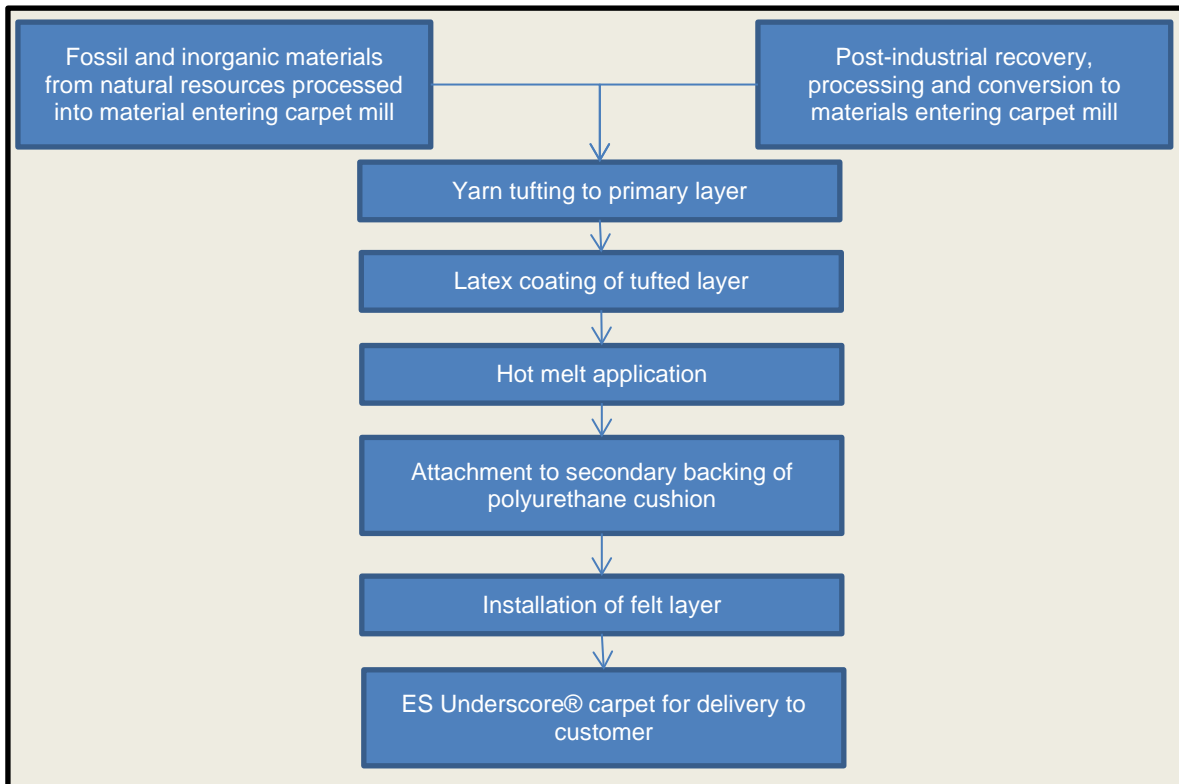 Fossil and inorganic materials
from natural resources processed
into material entering carpet mill
Post-industrial recovery,
processing and conversion to
materials entering carpet mill
Yarn tufting to primary layer
Latex coating of tufted layer
Hot melt application
Attachment to secondary backing of
polyurethane cushion
Installation of felt layer
ES Underscore® carpet for delivery to
customer